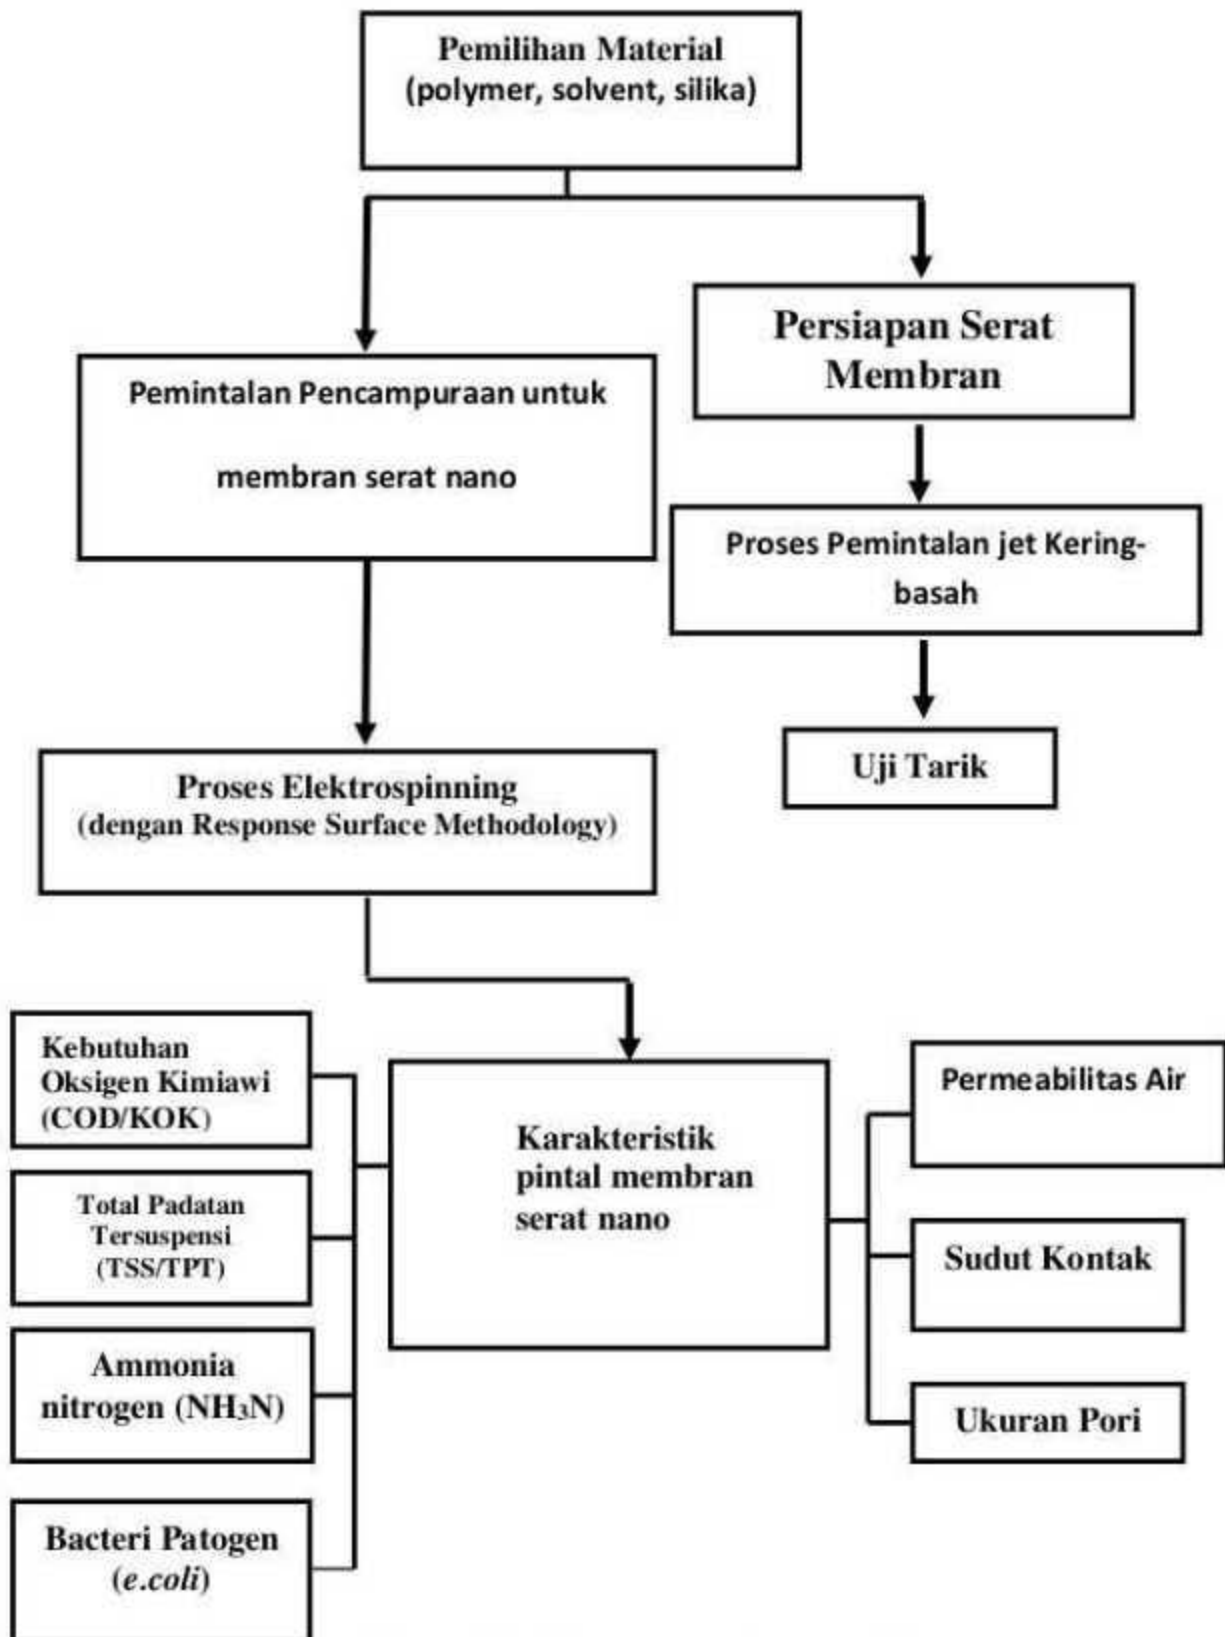 Pemilihan Material
(polymer, solvent, silika)
Persiapan Serat
Membran
Pemintalan Pencampuraan untuk
membran serat nano
Proses Pemintalan jet Kering-
basah
Uji Tarik
Proses Elektrospinning
(dengan Response Surface Methodology)
Kebutuhan
Oksigen Kimiawi
(COD/KOK)
Total Padatan
Tersuspensi
(TSS/TPT)
Ammonia
nitrogen (NH₃N)
Bacteri Patogen
(e.coli)
Karakteristik
pintal membran
serat nano
Permeabilitas Air
Sudut Kontak
Ukuran Pori